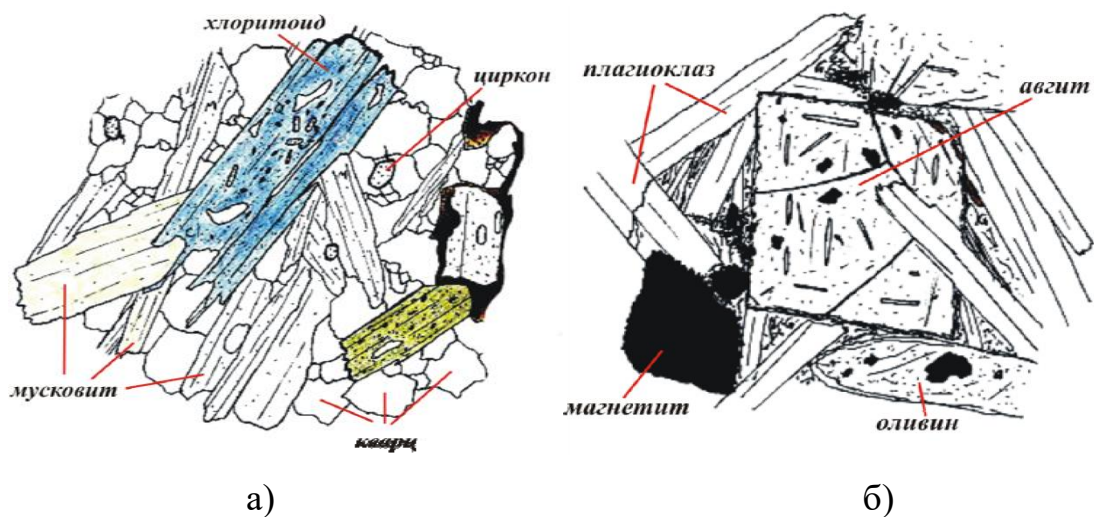 хлоритоид
циркон
мусковит
кварц
плагиоклаз
авгит
магнетит
оливин
а)
б)